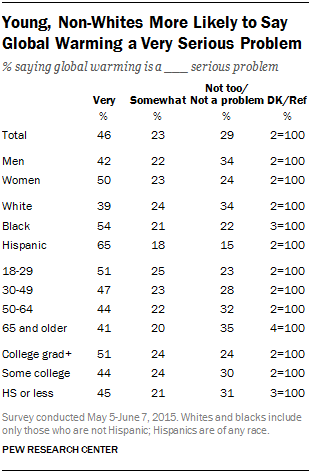 Young, Non-Whites More Likely to Say
Global Warming a Very Serious Problem
% saying global warming is a ___ serious problem
Very Somewhat Not too/ Not a problem DK/Ref
% % % %
Total 46 23 29 2=100
Men 42 22 34 2=100
Women 50 23 24 2=100
White 39 24 34 2=100
Black 54 21 22 3=100
Hispanic 65 18 15 2=100
18-29 51 25 23 2=100
30-49 47 23 28 2=100
50-64 44 22 32 2=100
65 and older 41 20 35 4=100
College grad+ 51 24 24 2=100
Some college 44 24 30 2=100
HS or less 45 21 31 3=100
Survey conducted May 5-June 7, 2015. Whites and blacks include
only those who are not Hispanic; Hispanics are of any race.
PEW RESEARCH CENTER